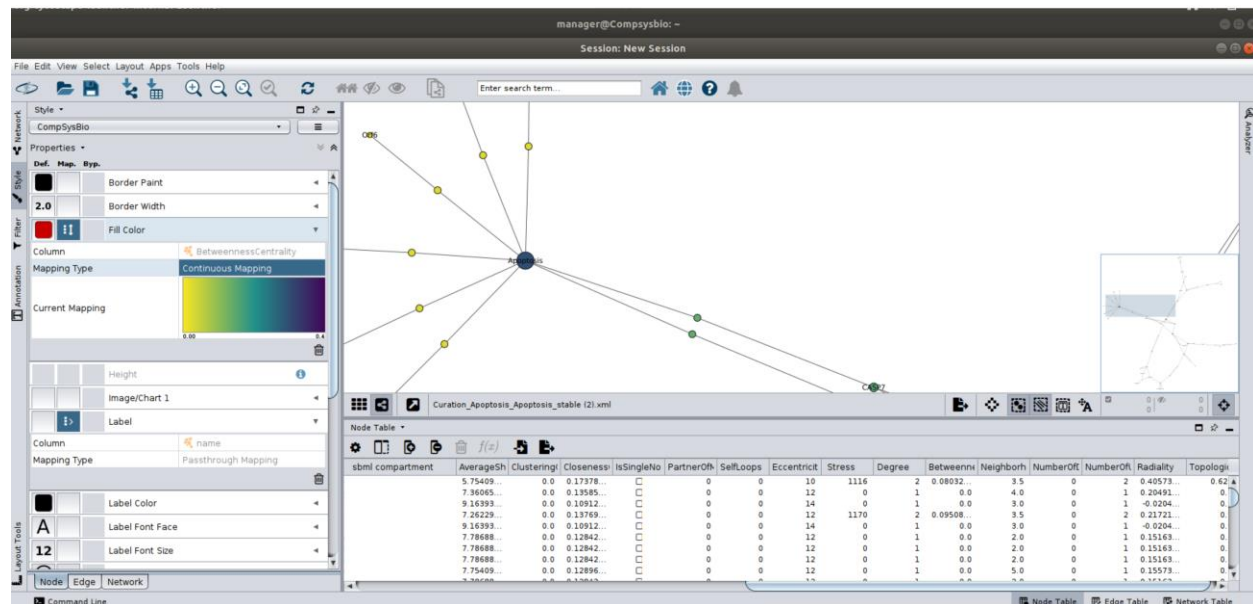 manager@Compsysbio: ~
Session: New Session
File Edit View Select Layout Apps Tools Help
Enter search term...
Style
CompSysBio
Properties
Def. Map. Byp.
Border Paint
2.0 Border Width
Fill Color
Column BetweennessCentrality
Mapping Type Continuous Mapping
Current Mapping
0.00 0.4
Height
Image/Chart 1
Label
Column name
Mapping Type Passthrough Mapping
Label Color
A Label Font Face
12 Label Font Size
Node Edge Network
Command Line
Network
Style
Filter
Annotation
Layout Tools
Apoptosis
CASP7
Analyzer
Curation_Apoptosis_Apoptosis_stable (2).xml
Node Table
f(x)
sbml compartment AverageSh Clustering( Closeness IsSingleNo PartnerOfM SelfLoops Eccentricit Stress Degree Betweenne Neighborh NumberOfE NumberOfU Radiality Topologic
5.75409... 0.0 0.17378... 0 0 10 1116 2 0.08032... 3.5 0 2 0.40573... 0.62
7.36065... 0.0 0.13585... 0 0 12 0 1 0.0 4.0 0 1 0.20491... 0.
9.16393... 0.0 0.10912... 0 0 14 0 1 0.0 3.0 0 1 -0.0204... 0.
7.26229... 0.0 0.13769... 0 0 12 1170 2 0.09508... 3.5 0 2 0.21721... 0.
9.16393... 0.0 0.10912... 0 0 14 0 1 0.0 3.0 0 1 -0.0204... 0.
7.78688... 0.0 0.12842... 0 0 12 0 1 0.0 2.0 0 1 0.15163... 0.
7.78688... 0.0 0.12842... 0 0 12 0 1 0.0 2.0 0 1 0.15163... 0.
7.78688... 0.0 0.12842... 0 0 12 0 1 0.0 2.0 0 1 0.15163... 0.
7.75409... 0.0 0.12896... 0 0 12 0 1 0.0 5.0 0 1 0.15573... 0.
Node Table Edge Table Network Table